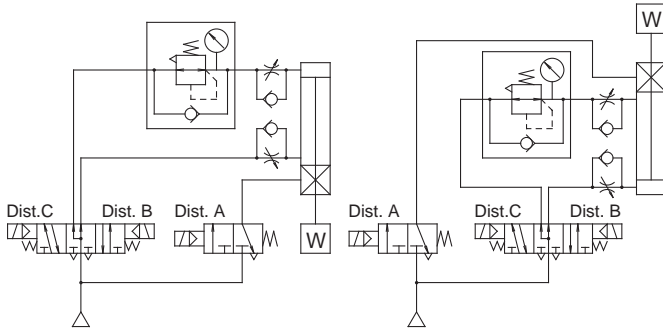 W
Dist.C Dist. B Dist. A
W
Dist. A Dist.C Dist. B